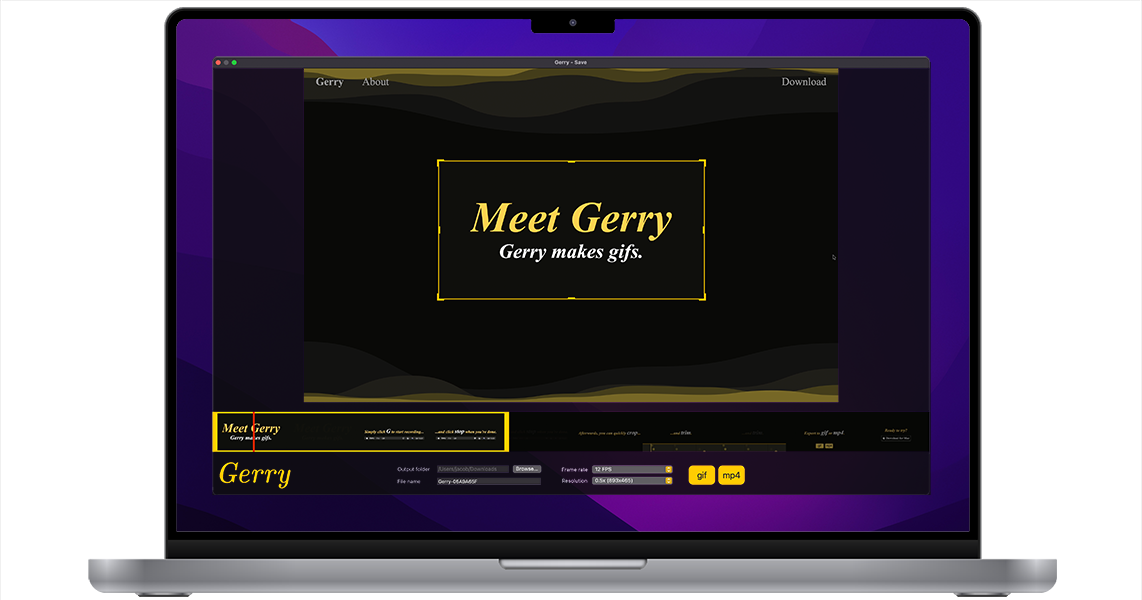 Gerry - Save
Gerry About Download
Meet Gerry
Gerry makes gifs.
Meet Gerry
Gerry makes gifs.
Simply click G to start recording...
...and click stop when you're done.
Afterwards, you can quickly crop...
...and trim.
Export to gif or mp4.
Ready to try?
Gerry
Output folder /Users/jacob/Downloads Browse...
File name
Frame rate 12 FPS
Resolution 0.5x (893x465)
gif mp4